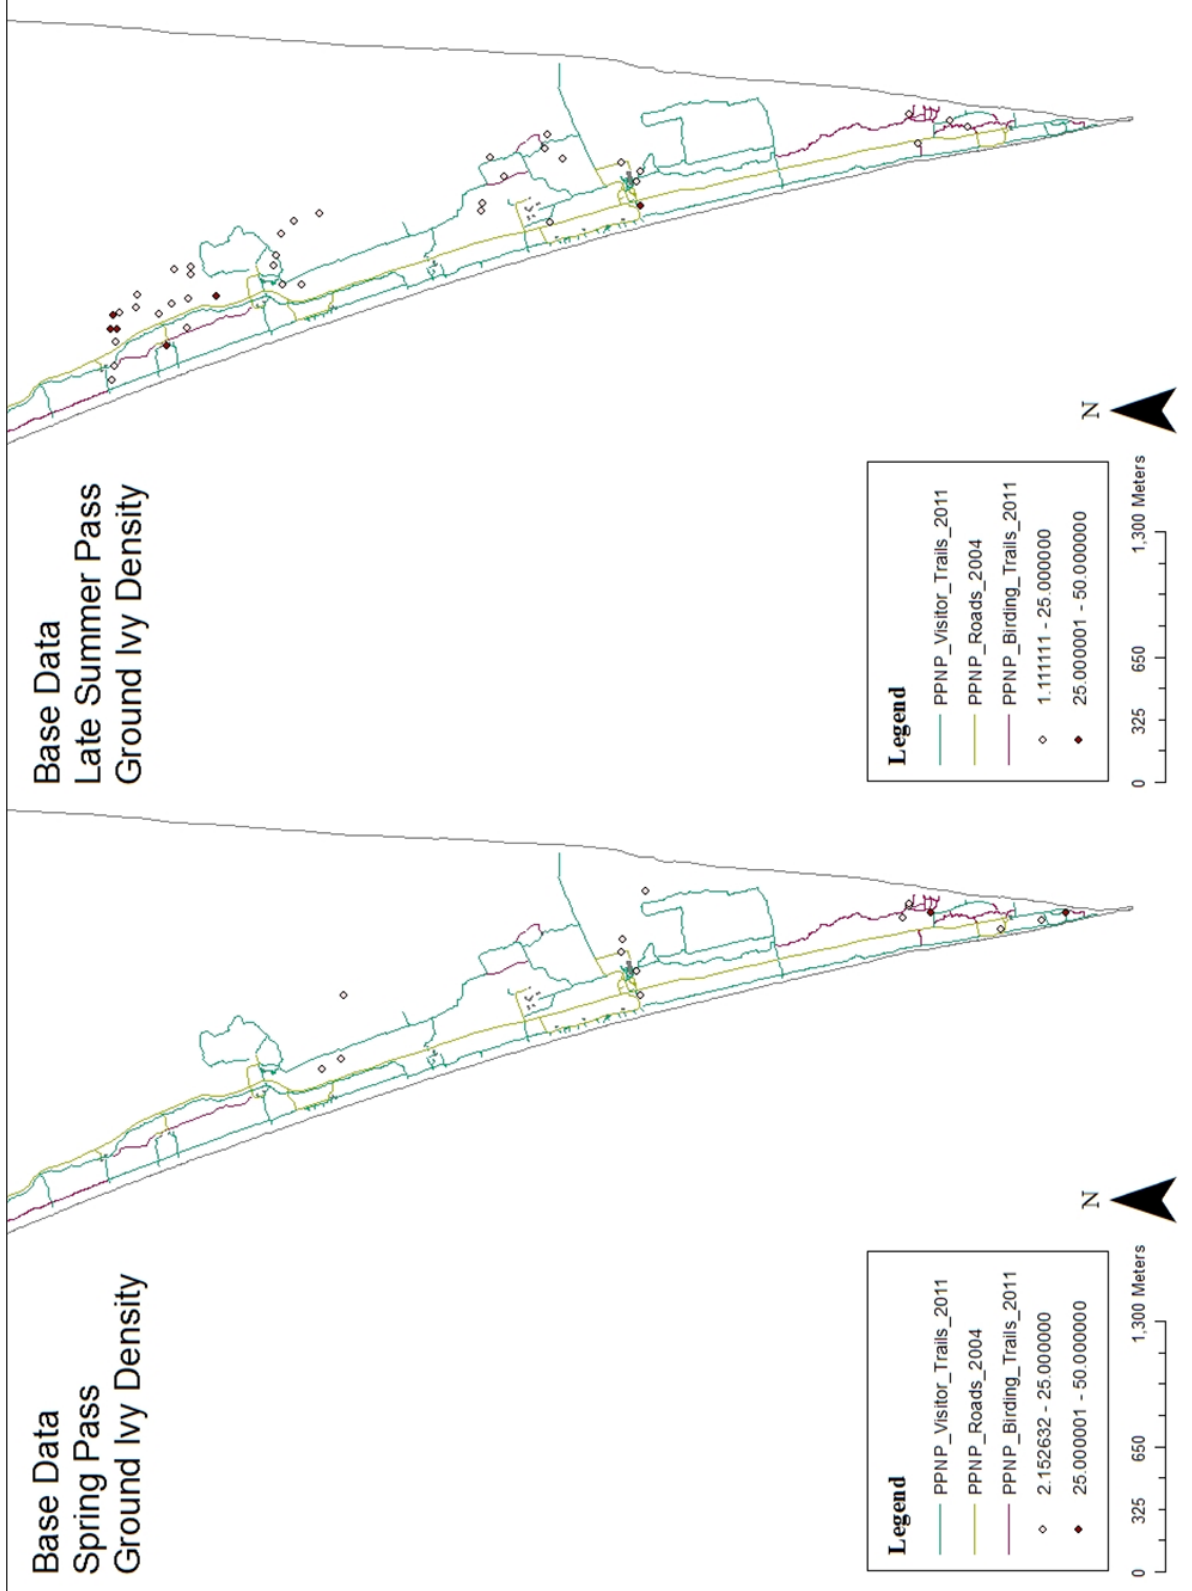 Base Data
Spring Pass
Ground Ivy Density
Legend
PPNP_Visitor_Trails_2011
PPNP_Roads_2004
PPNP_Birding_Trails_2011
2.152632 - 25.000000
25.000001 - 50.000000
N
0 325 650 1,300 Meters
Base Data
Late Summer Pass
Ground Ivy Density
Legend
PPNP_Visitor_Trails_2011
PPNP_Roads_2004
PPNP_Birding_Trails_2011
1.111111 - 25.000000
25.000001 - 50.000000
N
0 325 650 1,300 Meters